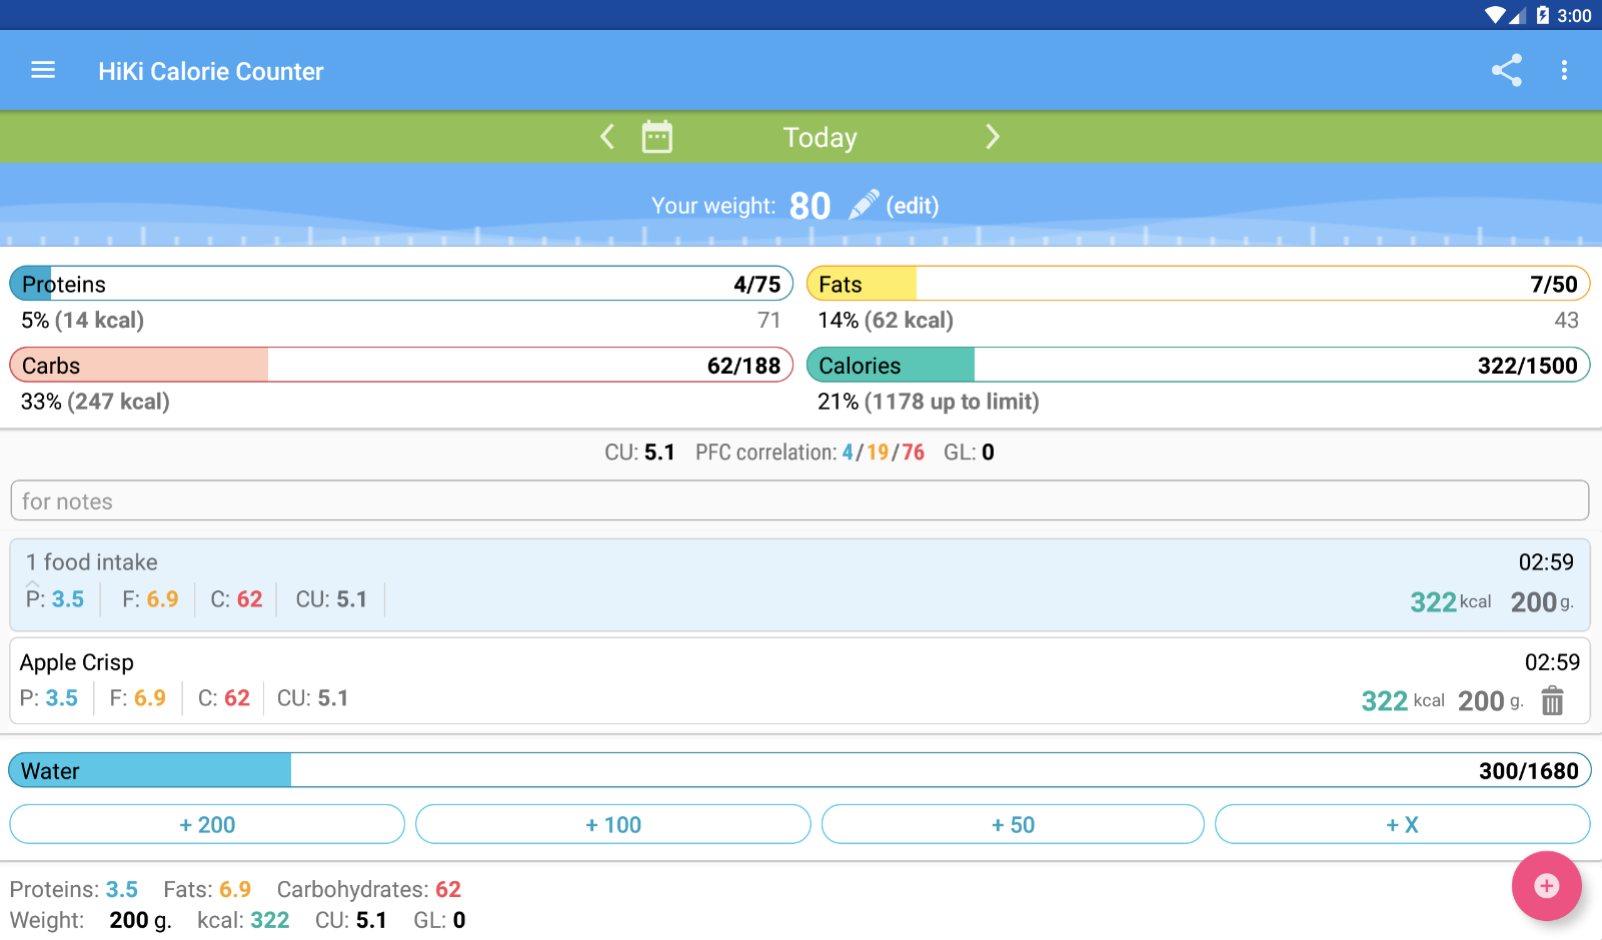 3:00
HiKi Calorie Counter
Today
Your weight: 80 (edit)
Proteins 4/75 Fats 7/50
5% (14 kcal) 71 14% (62 kcal) 43
Carbs 62/188 Calories 322/1500
33% (247 kcal) 21% (1178 up to limit)
CU: 5.1 PFC correlation: 4/19/76 GL: 0
for notes
1 food intake 02:59
P: 3.5 F: 6.9 C: 62 CU: 5.1 322 kcal 200 g.
Apple Crisp 02:59
P: 3.5 F: 6.9 C: 62 CU: 5.1 322 kcal 200 g.
Water 300/1680
+ 200 + 100 + 50 + X
Proteins: 3.5 Fats: 6.9 Carbohydrates: 62
Weight: 200 g. kcal: 322 CU: 5.1 GL: 0